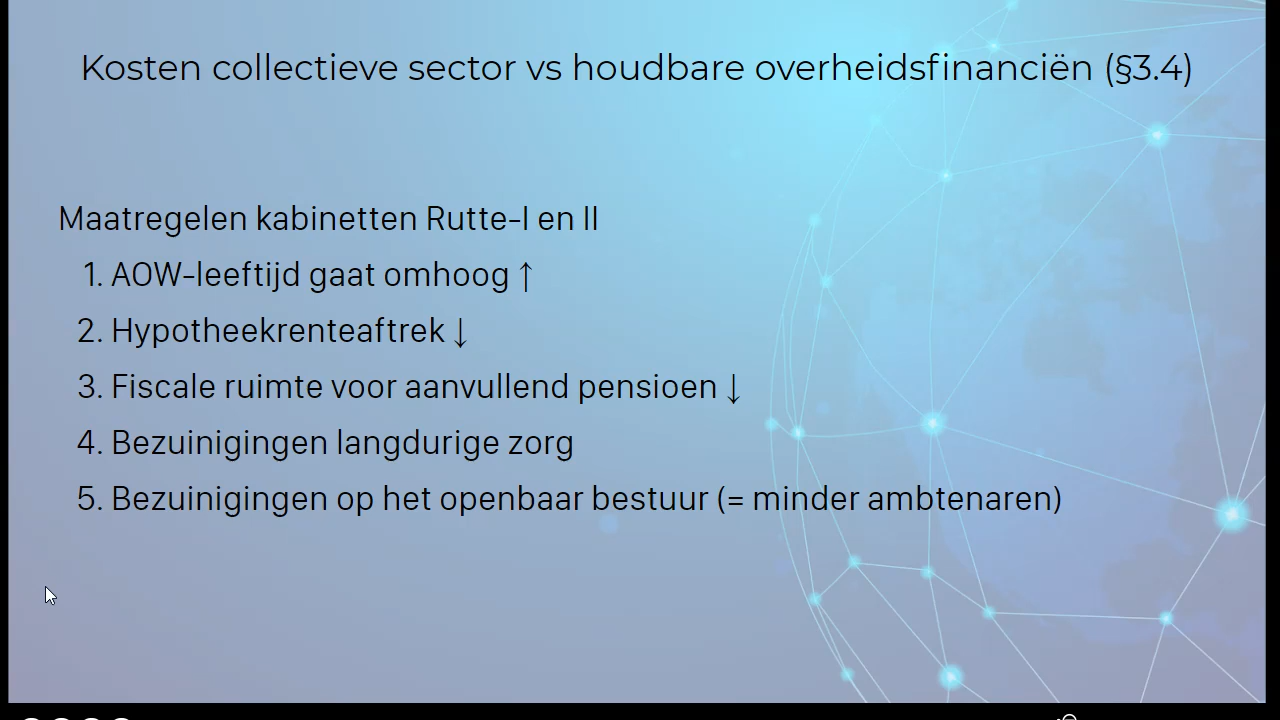 Kosten collectieve sector vs houdbare overheidsfinanciën (§3.4)
Maatregelen kabinetten Rutte-I en II
1. AOW-leeftijd gaat omhoog ↑
2. Hypotheekrenteaftrek ↓
3. Fiscale ruimte voor aanvullend pensioen ↓
4. Bezuinigingen langdurige zorg
5. Bezuinigingen op het openbaar bestuur (= minder ambtenaren)